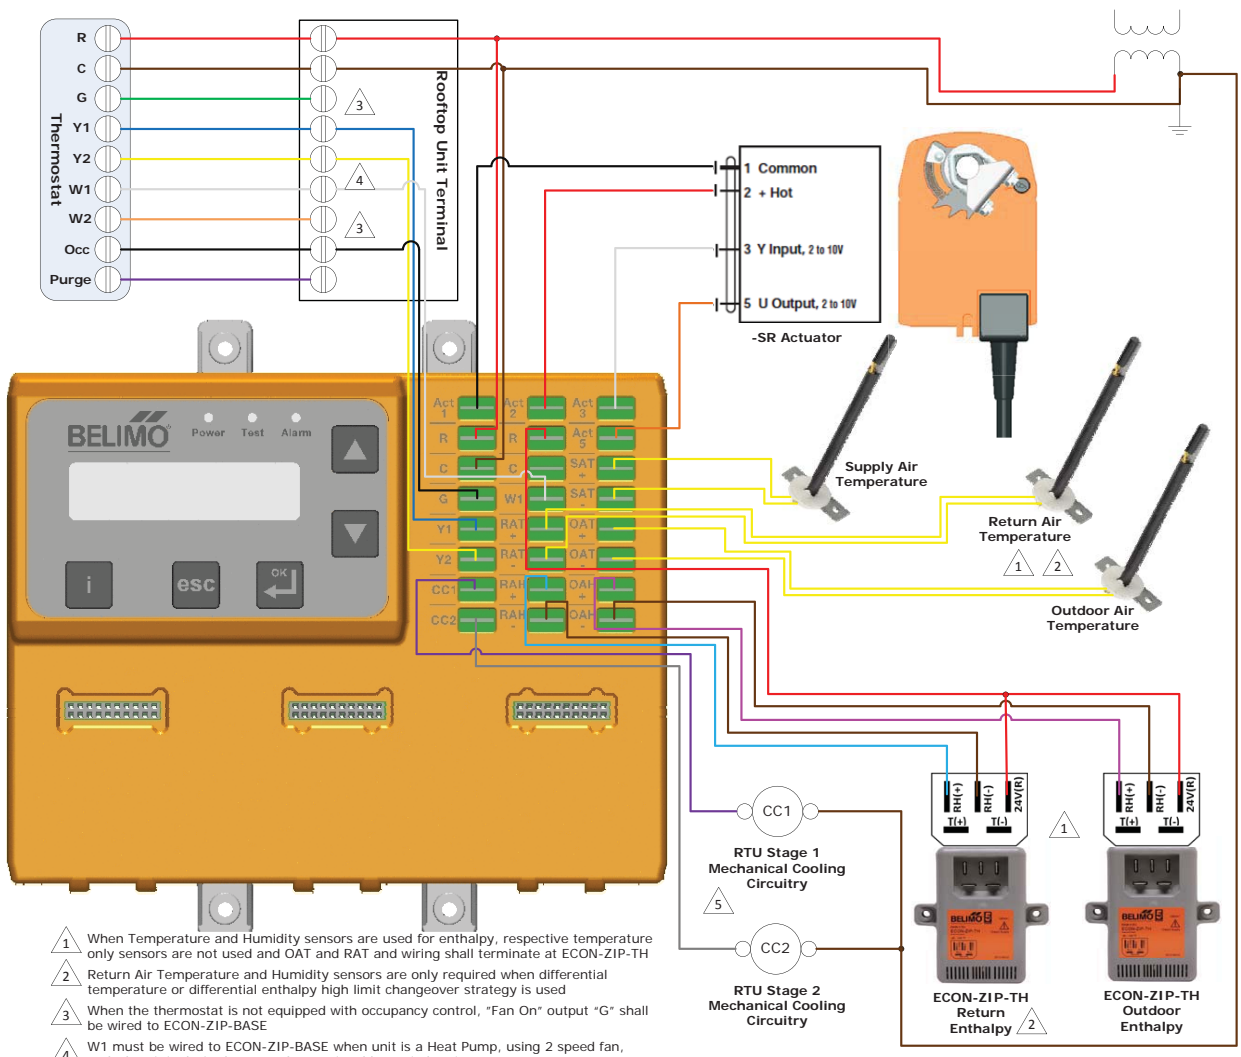 R
C
G
Y1
Y2
W1
W2
Occ
Purge
Thermostat
Rooftop Unit Terminal
3
4
3
1 Common
2 + Hot
3 Y Input, 2 to 10V
5 U Output, 2 to 10V
-SR Actuator
BELIMO
Power Test Alarm
i
esc
OK
Act 1
Act 2
Act 3
R
R
Act 5
C
C
SAT +
G
W1
SAT -
Y1
RAT +
OAT +
Y2
RAT -
OAT -
CC1
RAH +
OAH +
CC2
RAH -
OAH -
Supply Air
Temperature
Return Air
Temperature
1 2
Outdoor Air
Temperature
CC1
RTU Stage 1
Mechanical Cooling
Circuitry
5
CC2
RTU Stage 2
Mechanical Cooling
Circuitry
RH(+)
RH(-)
24V(R)
T(+)
T(-)
1
RH(+)
RH(-)
24V(R)
T(+)
T(-)
BELIMO
ECON-ZIP-TH
BELIMO
ECON-ZIP-TH
ECON-ZIP-TH
Return
Enthalpy
2
ECON-ZIP-TH
Outdoor
Enthalpy
1 When Temperature and Humidity sensors are used for enthalpy, respective temperature
only sensors are not used and OAT and RAT and wiring shall terminate at ECON-ZIP-TH
2 Return Air Temperature and Humidity sensors are only required when differential
temperature or differential enthalpy high limit changeover strategy is used
3 When the thermostat is not equipped with occupancy control, "Fan On" output "G" shall
be wired to ECON-ZIP-BASE
4 W1 must be wired to ECON-ZIP-BASE when unit is a Heat Pump, using 2 speed fan,